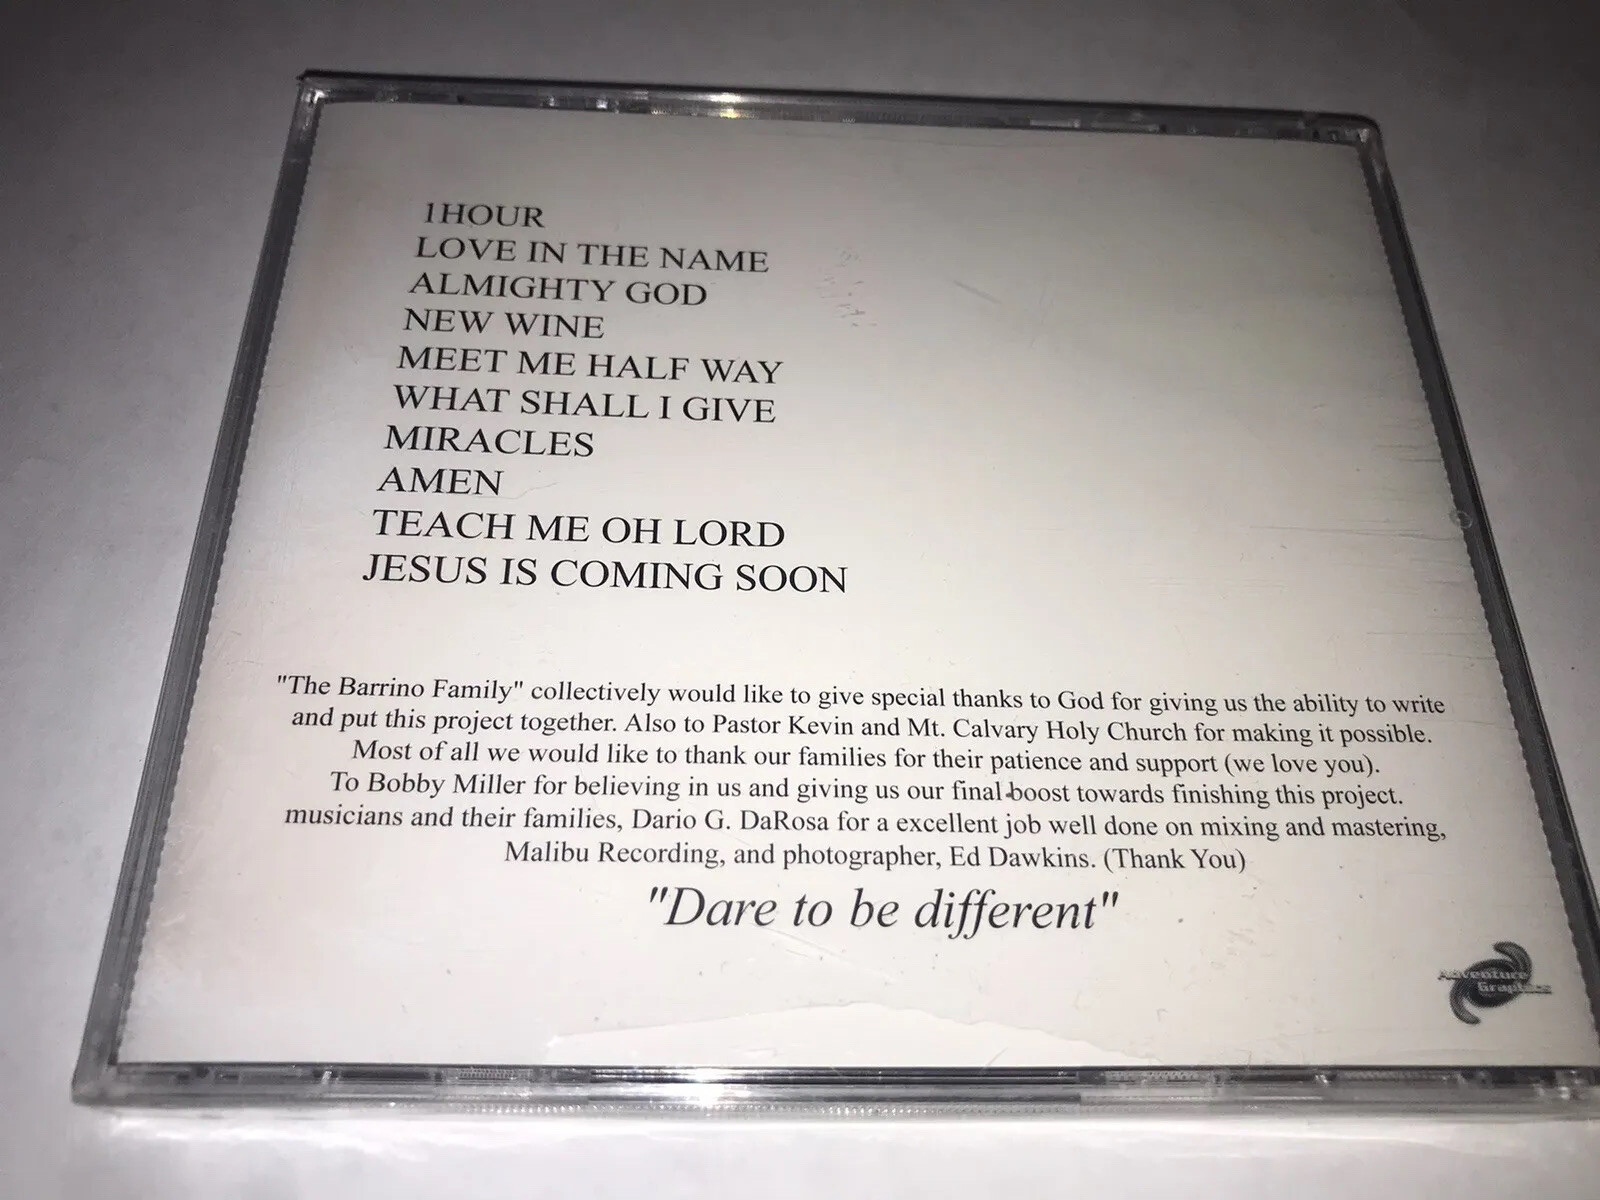 1HOUR
LOVE IN THE NAME
ALMIGHTY GOD
NEW WINE
MEET ME HALF WAY
WHAT SHALL I GIVE
MIRACLES
AMEN
TEACH ME OH LORD
JESUS IS COMING SOON
"The Barrino Family" collectively would like to give special thanks to God for giving us the ability to write
and put this project together. Also to Pastor Kevin and Mt. Calvary Holy Church for making it possible.
Most of all we would like to thank our families for their patience and support (we love you).
To Bobby Miller for believing in us and giving us our final boost towards finishing this project.
musicians and their families, Dario G. DaRosa for a excellent job well done on mixing and mastering,
Malibu Recording, and photographer, Ed Dawkins. (Thank You)
"Dare to be different"
Adventure
Graphics